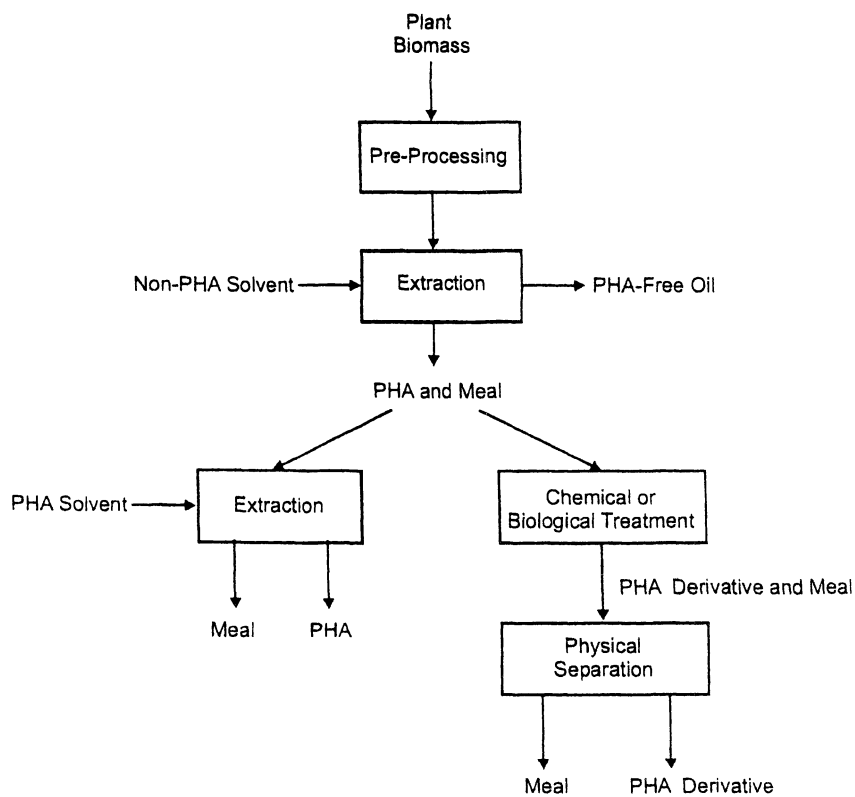 Plant
Biomass
Pre-Processing
Non-PHA Solvent
Extraction
PHA-Free Oil
PHA and Meal
PHA Solvent
Extraction
Chemical or
Biological Treatment
PHA Derivative and Meal
Meal
PHA
Physical
Separation
Meal
PHA Derivative